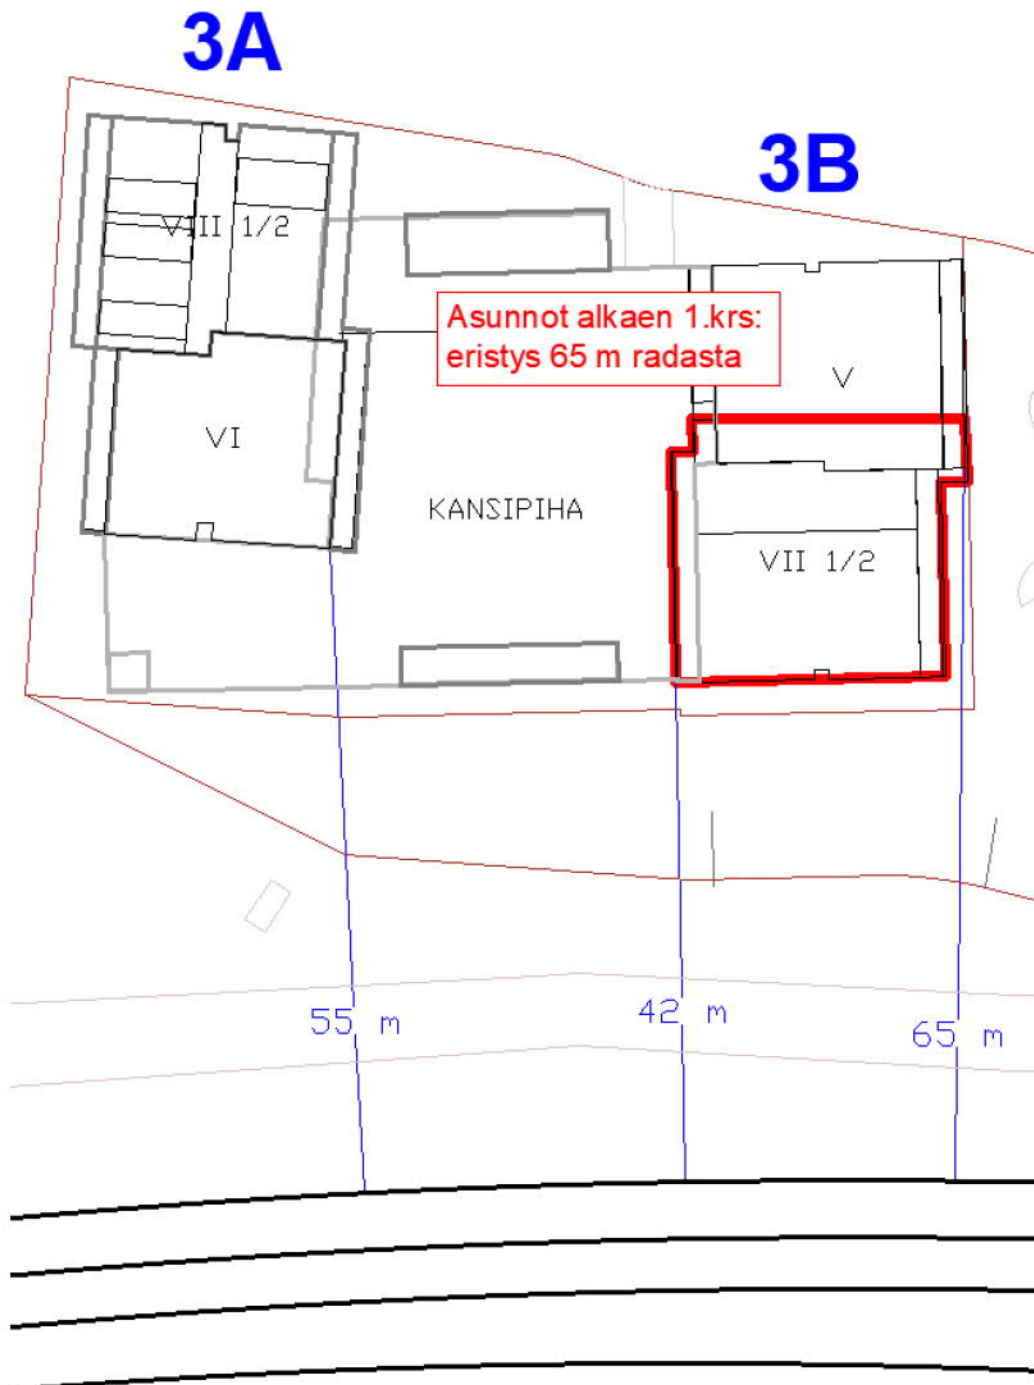 3A
3B
VIII 1/2
Asunnot alkaen 1.krs:
eristys 65 m radasta
V
VI
KANSIPIHA
VII 1/2
55 m
42 m
65 m